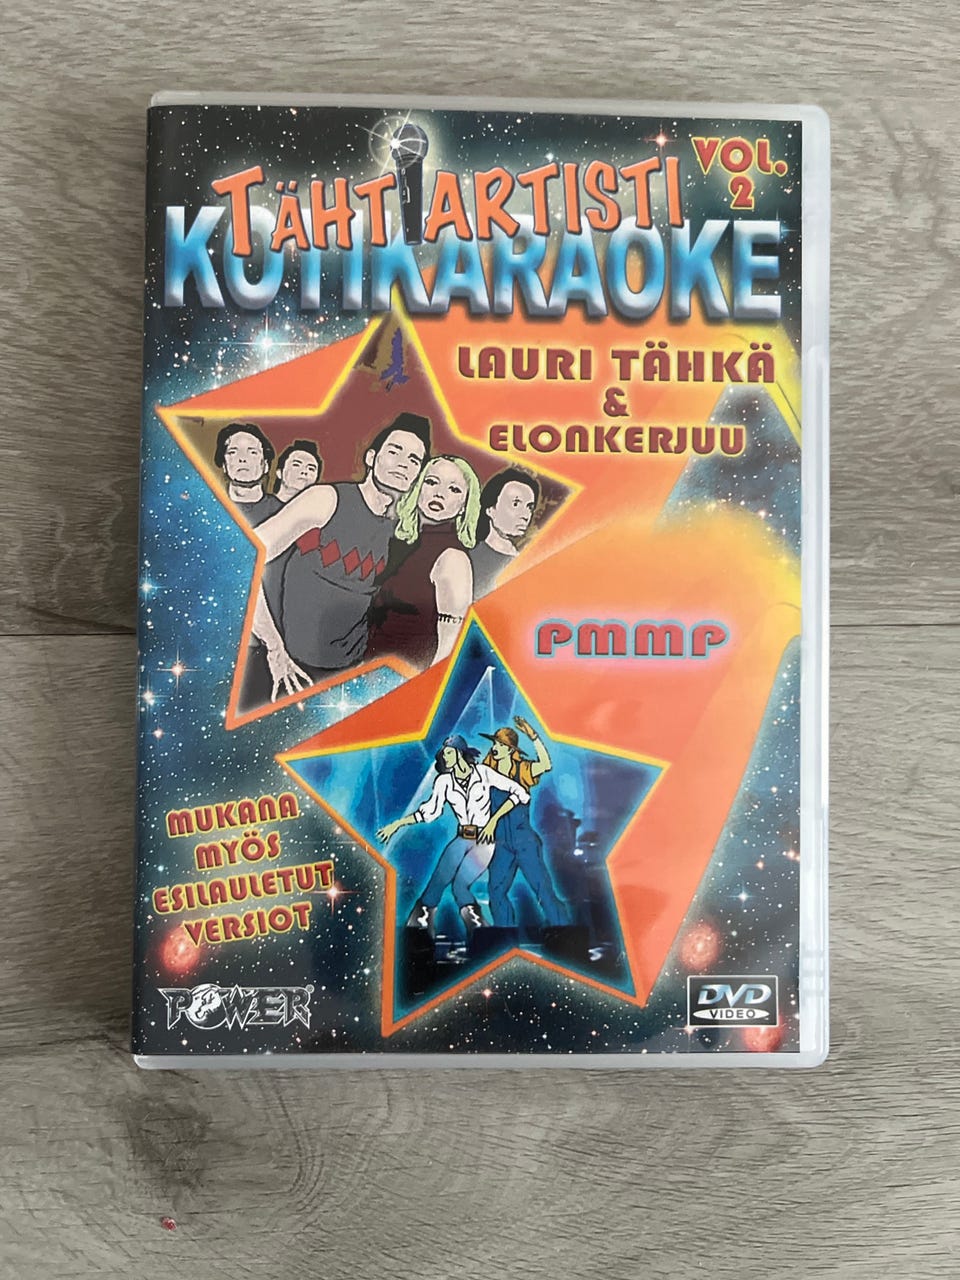 TÄHTIARTISTI
KOTIKARAOKE
VOL.
2
LAURI TÄHKÄ
&
ELONKERJUU
PMMP
MUKANA
MYÖS
ESILAULETUT
VERSIOT
POWER®
DVD
VIDEO